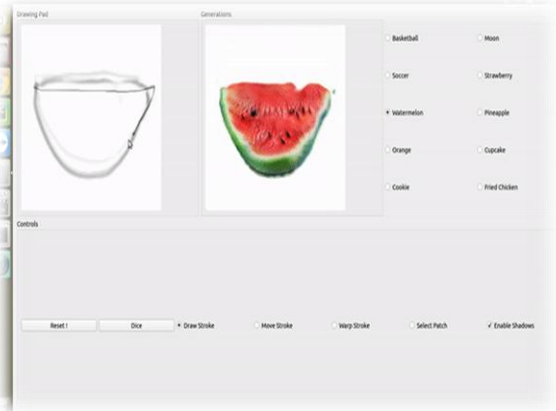 Drawing Pad
Generations
Basketball
Moon
Soccer
Strawberry
Watermelon
Pineapple
Orange
Cupcake
Cookie
Fried Chicken
Controls
Reset !
Dice
Draw Stroke
Move Stroke
Warp Stroke
Select Patch
Enable Shadows